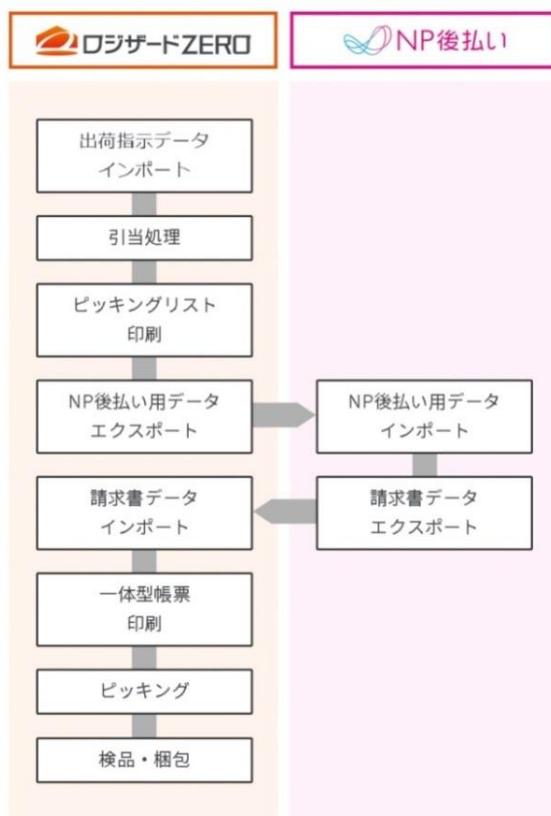 ロジザードZERO
NP後払い
出荷指示データ
インポート
引当処理
ピッキングリスト
印刷
NP後払い用データ
エクスポート
NP後払い用データ
インポート
請求書データ
インポート
請求書データ
エクスポート
一体型帳票
印刷
ピッキング
検品・梱包